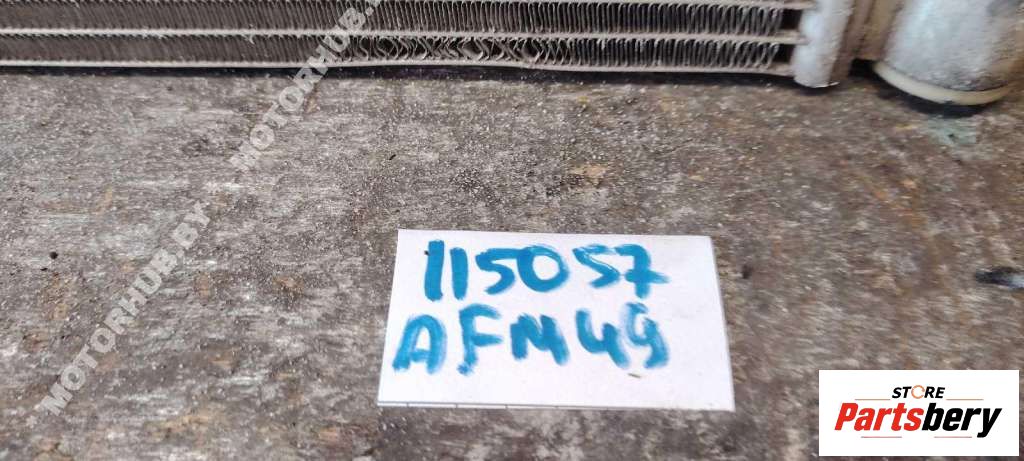 MOTORHUB.BY MOTORHUB.BY
115057
AFM49
STORE
Partsbery